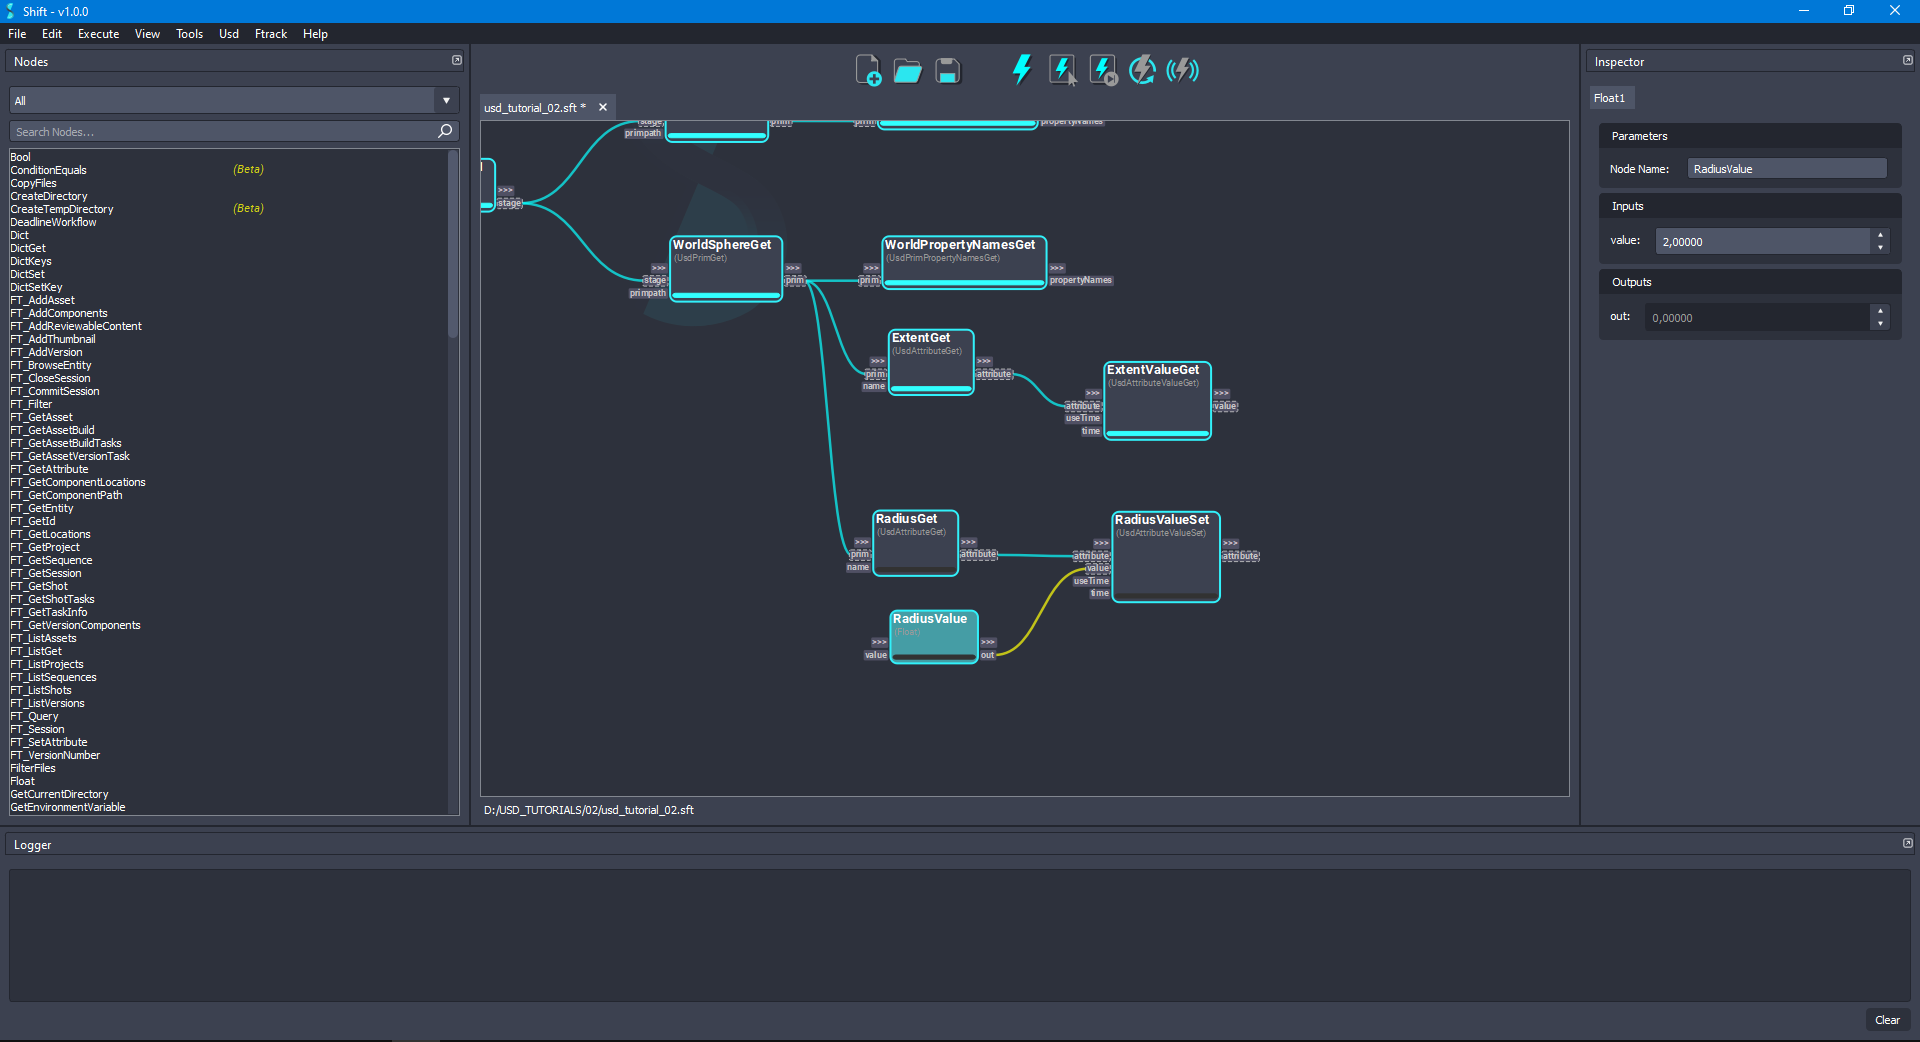 Shift - v1.0.0
File Edit Execute View Tools Usd Ftrack Help
Nodes
All
Search Nodes...
Bool
ConditionEquals (Beta)
CopyFiles
CreateDirectory
CreateTempDirectory (Beta)
DeadlineWorkflow
Dict
DictGet
DictKeys
DictSet
DictSetKey
FT_AddAsset
FT_AddComponents
FT_AddReviewableContent
FT_AddThumbnail
FT_AddVersion
FT_BrowseEntity
FT_CloseSession
FT_CommitSession
FT_Filter
FT_GetAsset
FT_GetAssetBuild
FT_GetAssetBuildTasks
FT_GetAssetVersionTask
FT_GetAttribute
FT_GetComponentLocations
FT_GetComponentPath
FT_GetEntity
FT_GetId
FT_GetLocations
FT_GetProject
FT_GetSequence
FT_GetSession
FT_GetShot
FT_GetShotTasks
FT_GetTaskInfo
FT_GetVersionComponents
FT_ListAssets
FT_ListGet
FT_ListProjects
FT_ListSequences
FT_ListShots
FT_ListVersions
FT_Query
FT_Session
FT_SetAttribute
FT_VersionNumber
FilterFiles
Float
GetCurrentDirectory
GetEnvironmentVariable
usd_tutorial_02.sft *
stage prim prim propertyNames
primpath
>>>
stage
WorldSphereGet
(UsdPrimGet)
>>> >>>
stage prim
primpath
WorldPropertyNamesGet
(UsdPrimPropertyNamesGet)
>>> >>>
prim propertyNames
ExtentGet
(UsdAttributeGet)
>>> >>>
prim attribute
name
ExtentValueGet
(UsdAttributeValueGet)
>>> >>>
attribute value
useTime
time
RadiusGet
(UsdAttributeGet)
>>> >>>
prim attribute
name
RadiusValueSet
(UsdAttributeValueSet)
>>> >>>
attribute attribute
value
useTime
time
RadiusValue
(Float)
>>> >>>
value out
D:/USD_TUTORIALS/02/usd_tutorial_02.sft
Inspector
Float1
Parameters
Node Name: RadiusValue
Inputs
value: 2,00000
Outputs
out: 0,00000
Logger
Clear